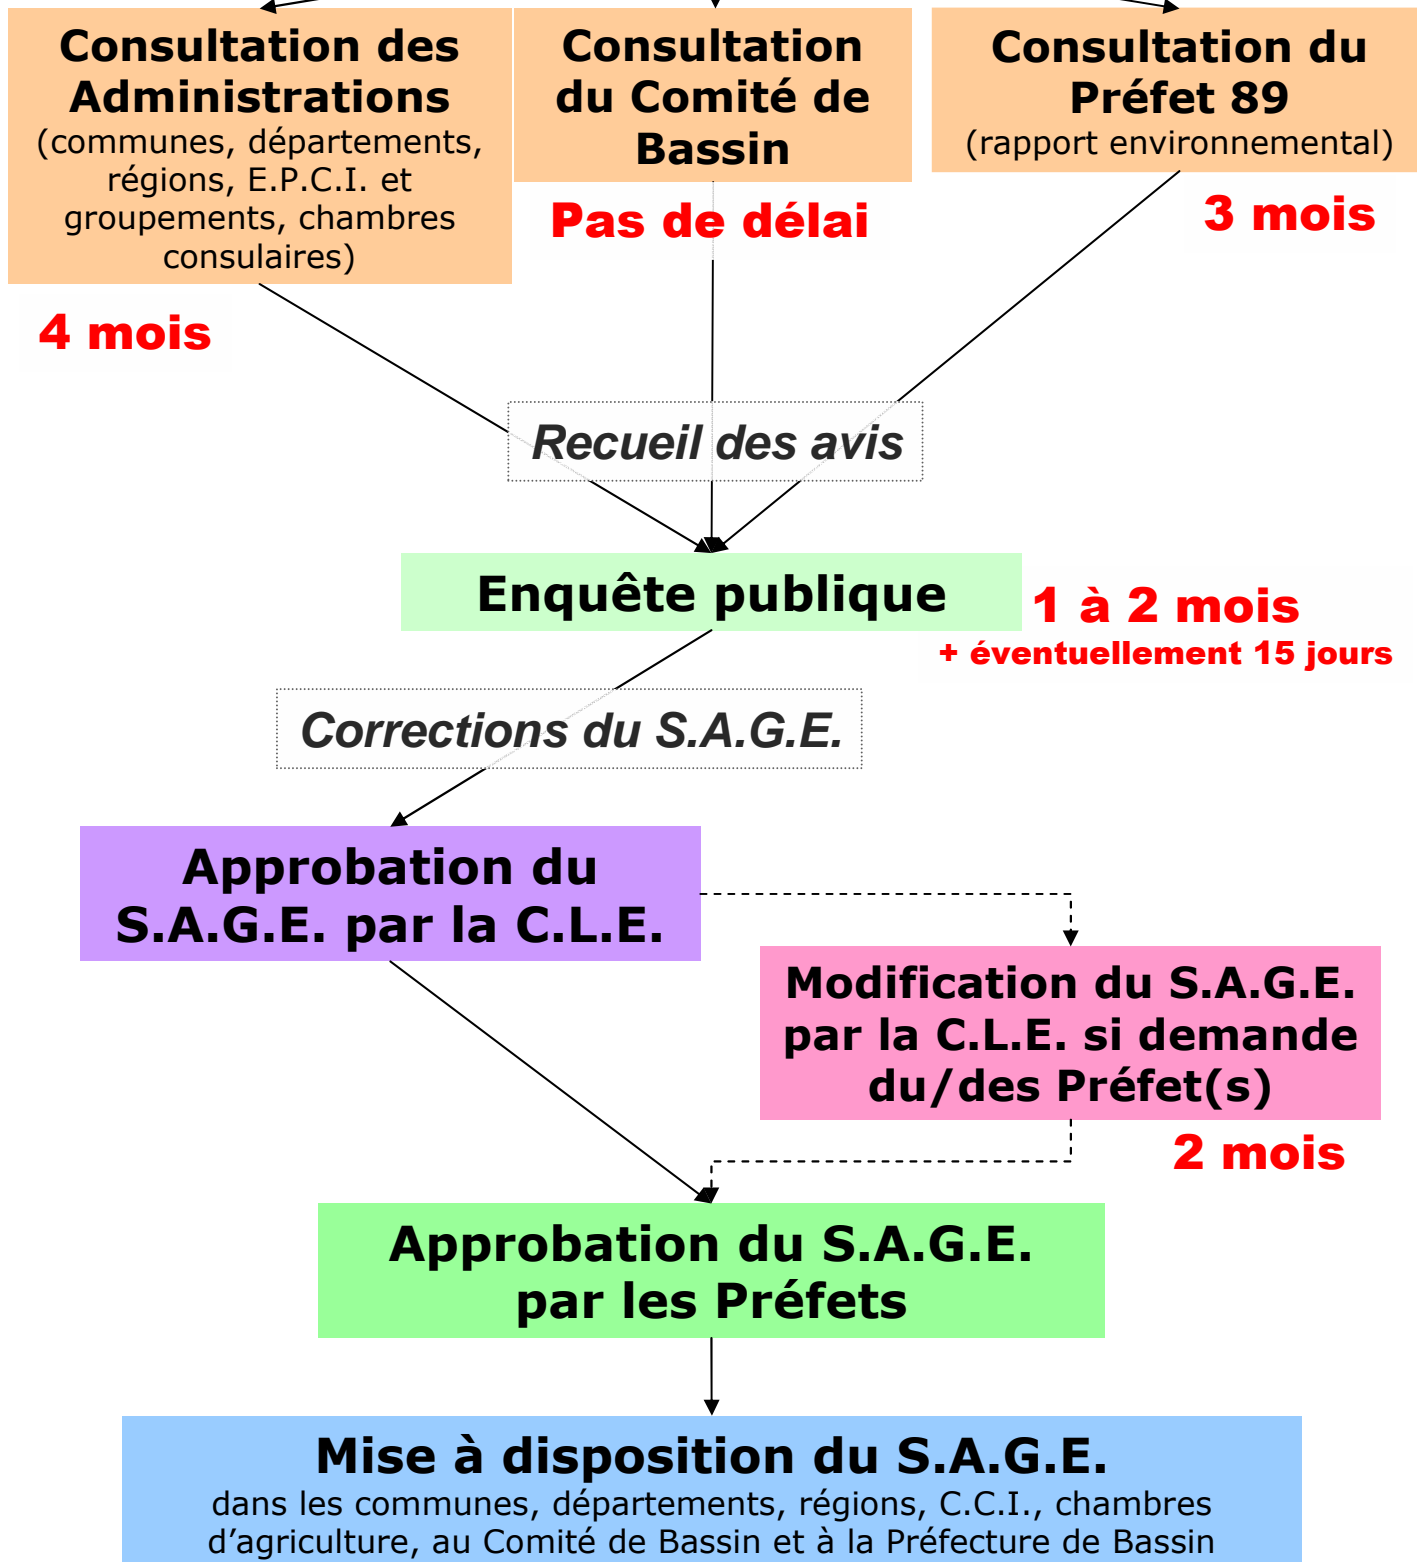 Consultation des
Administrations
(communes, départements,
régions, E.P.C.I. et
groupements, chambres
consulaires)
4 mois
Consultation
du Comité de
Bassin
Pas de délai
Consultation du
Préfet 89
(rapport environnemental)
3 mois
Recueil des avis
Enquête publique
1 à 2 mois
+ éventuellement 15 jours
Corrections du S.A.G.E.
Approbation du
S.A.G.E. par la C.L.E.
Modification du S.A.G.E.
par la C.L.E. si demande
du/des Préfet(s)
2 mois
Approbation du S.A.G.E.
par les Préfets
Mise à disposition du S.A.G.E.
dans les communes, départements, régions, C.C.I., chambres
d’agriculture, au Comité de Bassin et à la Préfecture de Bassin